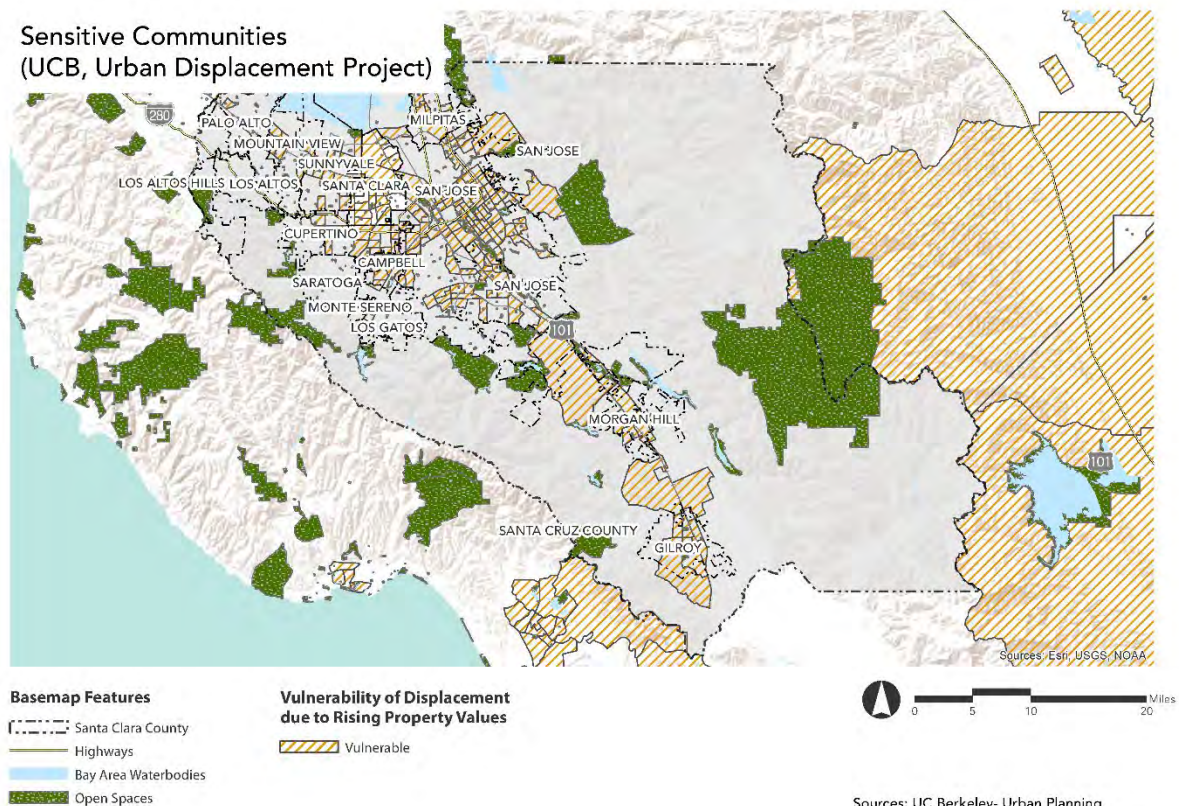 Sensitive Communities
(UCB, Urban Displacement Project)
280
PALO ALTO
MILPITAS
MOUNTAIN VIEW
SAN JOSE
SUNNYVALE
LOS ALTOS HILLS
LOS ALTOS
SANTA CLARA
SAN JOSE
CUPERTINO
CAMPBELL
SARATOGA
SAN JOSE
MONTE SERENO
LOS GATOS
101
MORGAN HILL
101
SANTA CRUZ COUNTY
GILROY
Sources: Esri, USGS, NOAA
Basemap Features
Santa Clara County
Highways
Bay Area Waterbodies
Open Spaces
Vulnerability of Displacement
due to Rising Property Values
Vulnerable
Miles
0 5 10 20
Sources: UC Berkeley- Urban Planning